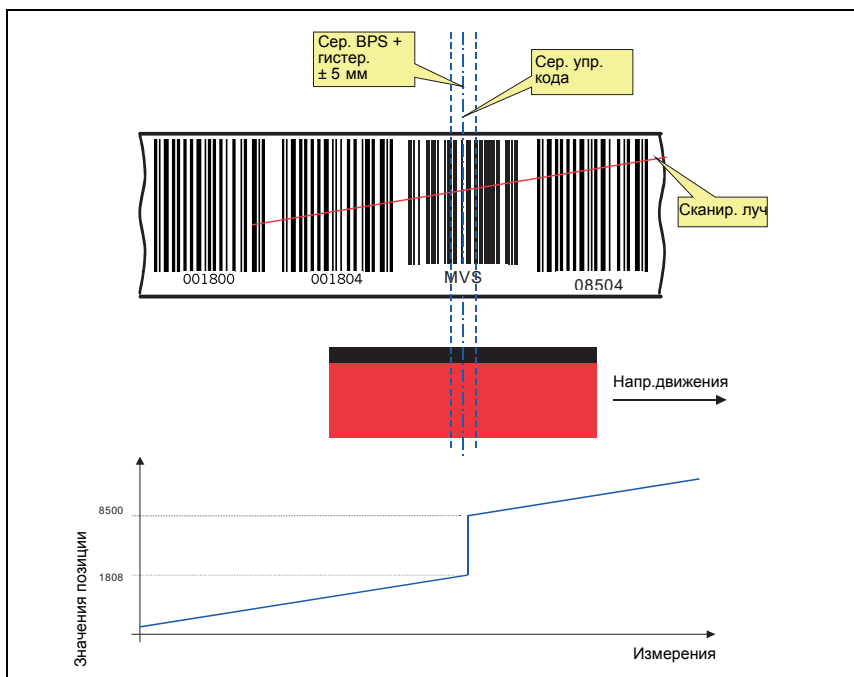 Сер. BPS +
гистер.
± 5 мм
Сер. упр.
кода
Сканир. луч
001800
001804
MVS
08504
Напр.движения
Значения позиции
8500
1808
Измерения